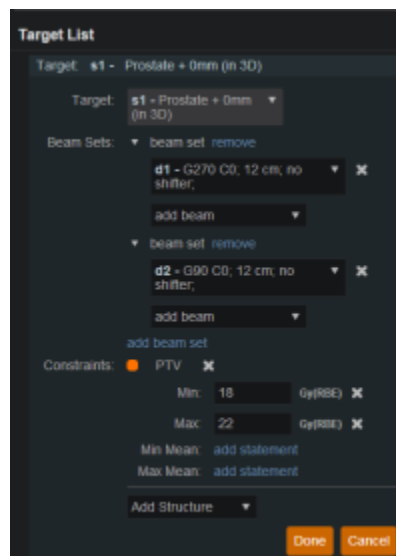 Target List
Target: s1 - Prostate + 0mm (in 3D)
Target: s1 - Prostate + 0mm
(in 3D)
Beam Sets: beam set remove
d1 - G270 C0; 12 cm; no
shifter;
add beam
beam set remove
d2 - G90 C0; 12 cm; no
shifter;
add beam
add beam set
Constraints: PTV
Min: 18 Gy(RBE)
Max: 22 Gy(RBE)
Min Mean: add statement
Max Mean: add statement
Add Structure
Done Cancel